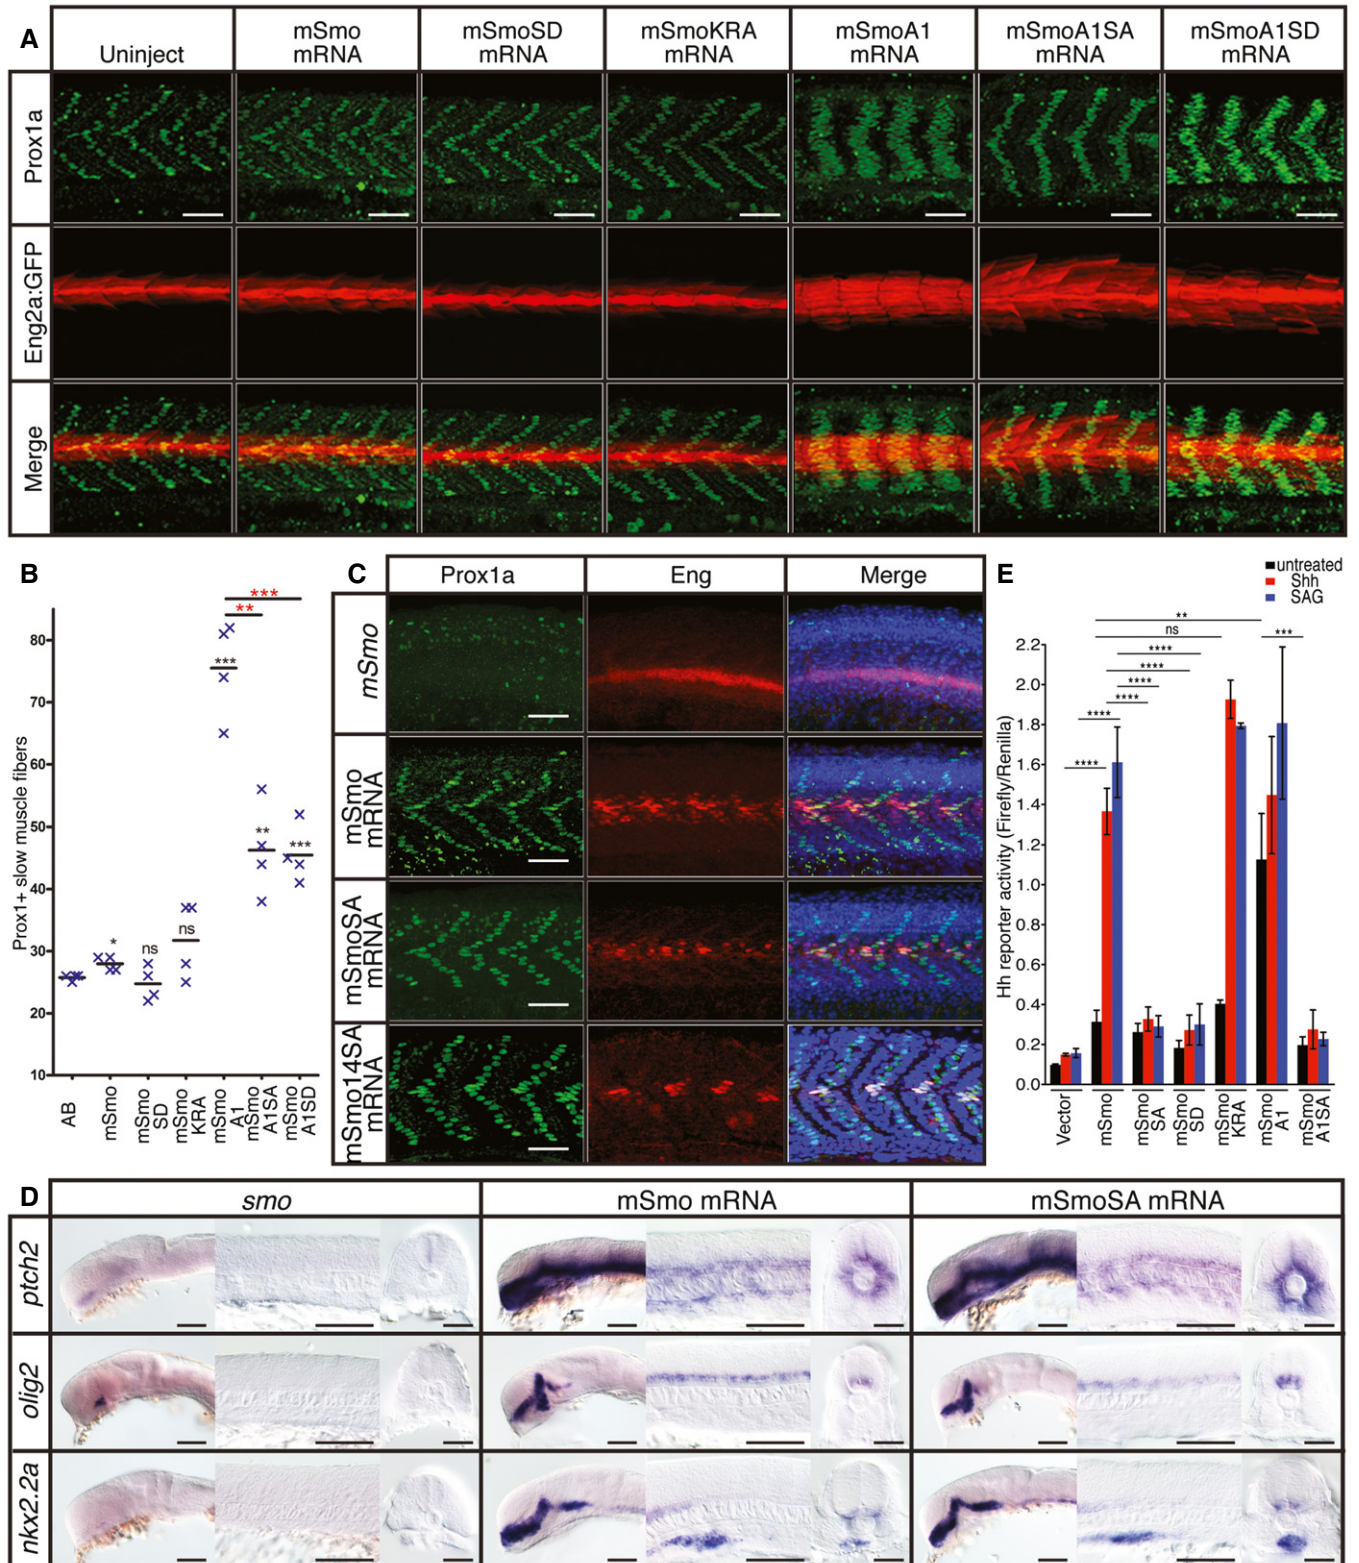 A
Uninject
mSmo
mRNA
mSmoSD
mRNA
mSmoKRA
mRNA
mSmoA1
mRNA
mSmoA1SA
mRNA
mSmoA1SD
mRNA
Prox1a
Eng2a:GFP
Merge
B
Prox1+ slow muscle fibers
80
70
60
50
40
30
20
10
***
**
***
**
***
*
ns
ns
AB
mSmo
mSmo
SD
mSmo
KRA
mSmo
A1
mSmo
A1SA
mSmo
A1SD
C
Prox1a
Eng
Merge
mSmo
mSmo
mRNA
mSmoSA
mRNA
mSmo14SA
mRNA
E
untreated
Shh
SAG
Hh reporter activity (Firefly/Renilla)
2.2
2.0
1.8
1.6
1.4
1.2
1.0
0.8
0.6
0.4
0.2
0.0
**
ns
***
****
****
****
****
****
****
Vector
mSmo
mSmo
SA
mSmo
SD
mSmo
KRA
mSmo
A1
mSmo
A1SA
D
smo
mSmo mRNA
mSmoSA mRNA
ptch2
olig2
nkx2.2a